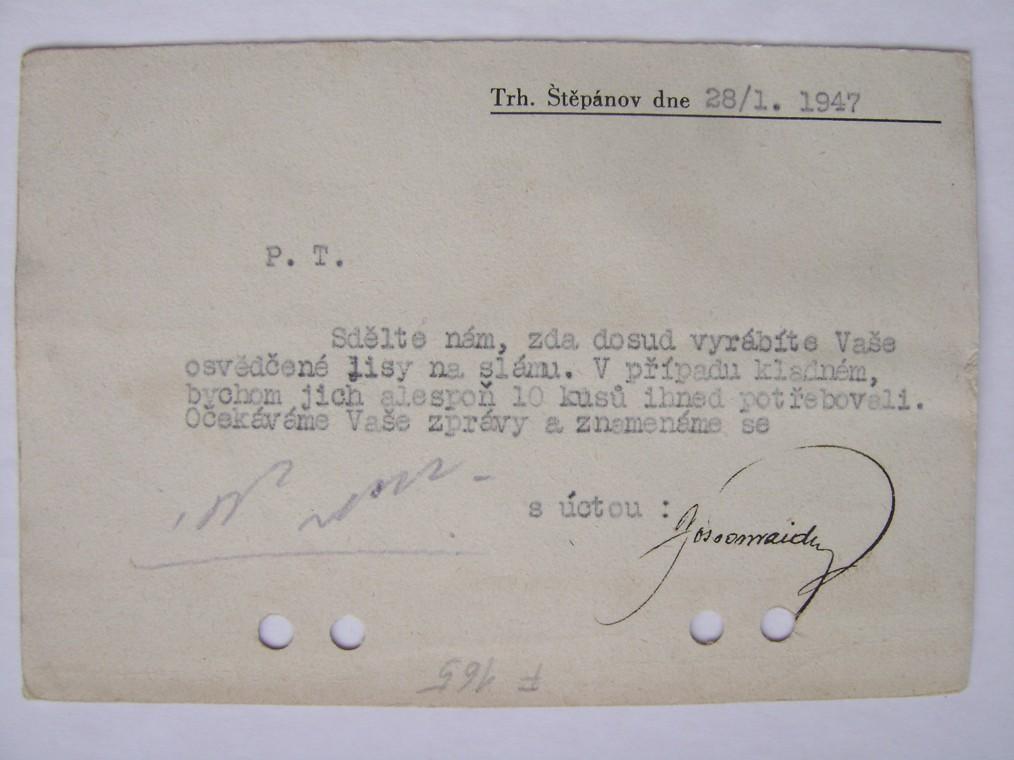 Trh. Štěpánov dne 28/1. 1947
P. T.
Sdělte nám, zda dosud vyrábíte Vaše
osvědčené lisy na slámu. V případu kladném,
bychom jich alespoň 10 kusů ihned potřebovali.
Očekáváme Vaše zprávy a znamenáme se
s úctou :
F 165